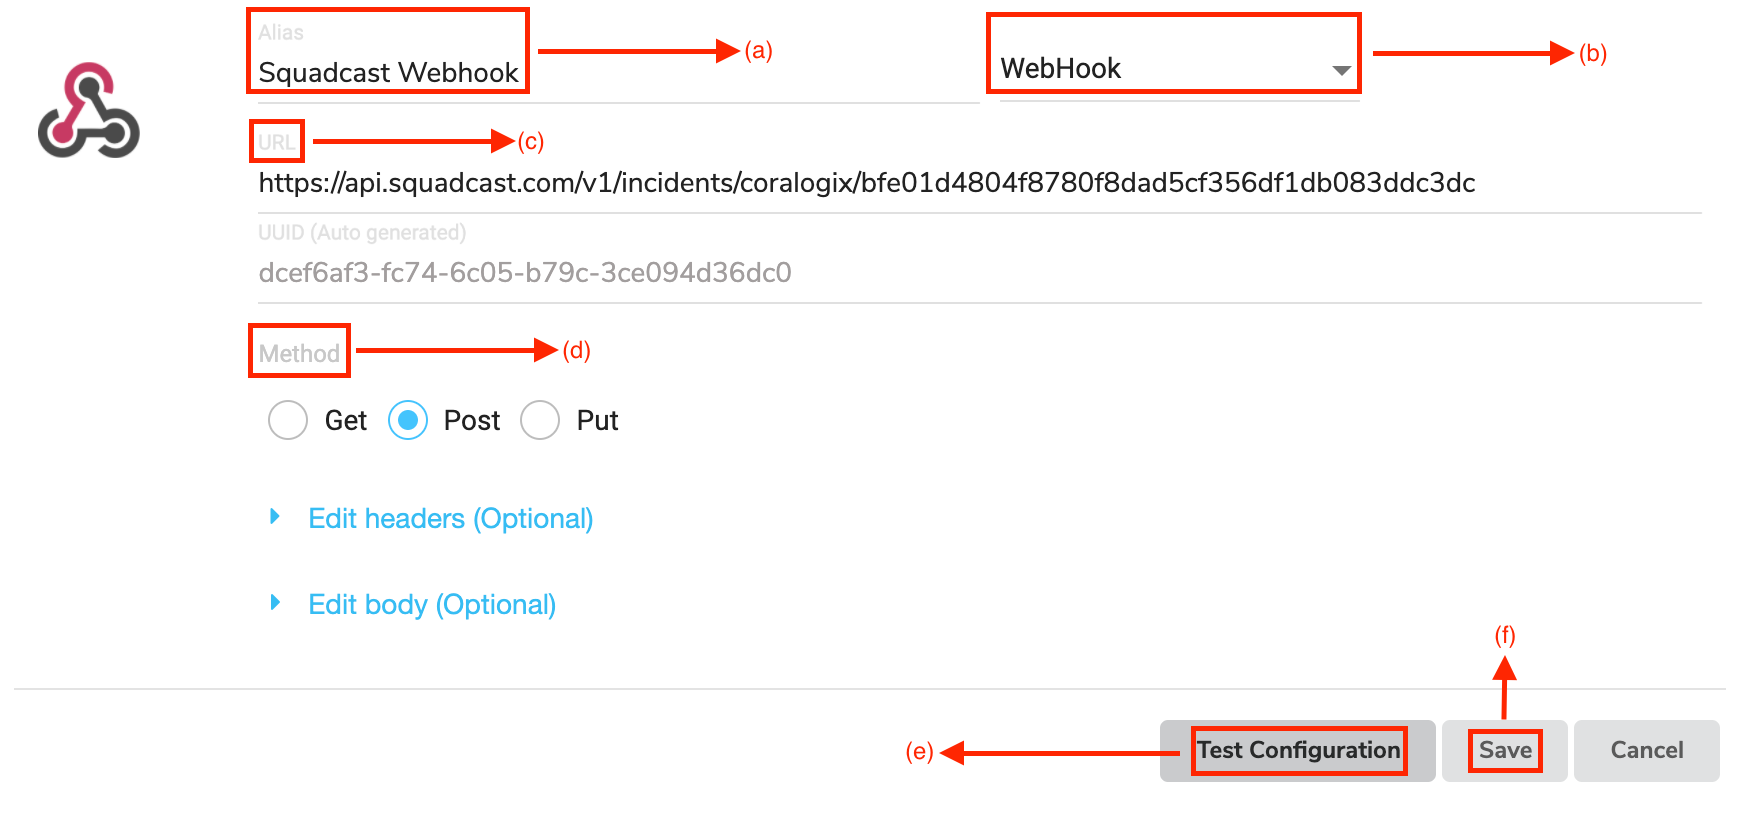 Alias
Squadcast Webhook (a)
WebHook (b)
URL (c)
https://api.squadcast.com/v1/incidents/coralogix/bfe01d4804f8780f8dad5cf356df1db083ddc3dc
UUID (Auto generated)
dcef6af3-fc74-6c05-b79c-3ce094d36dc0
Method (d)
Get Post Put
Edit headers (Optional)
Edit body (Optional)
(f)
(e) Test Configuration Save Cancel